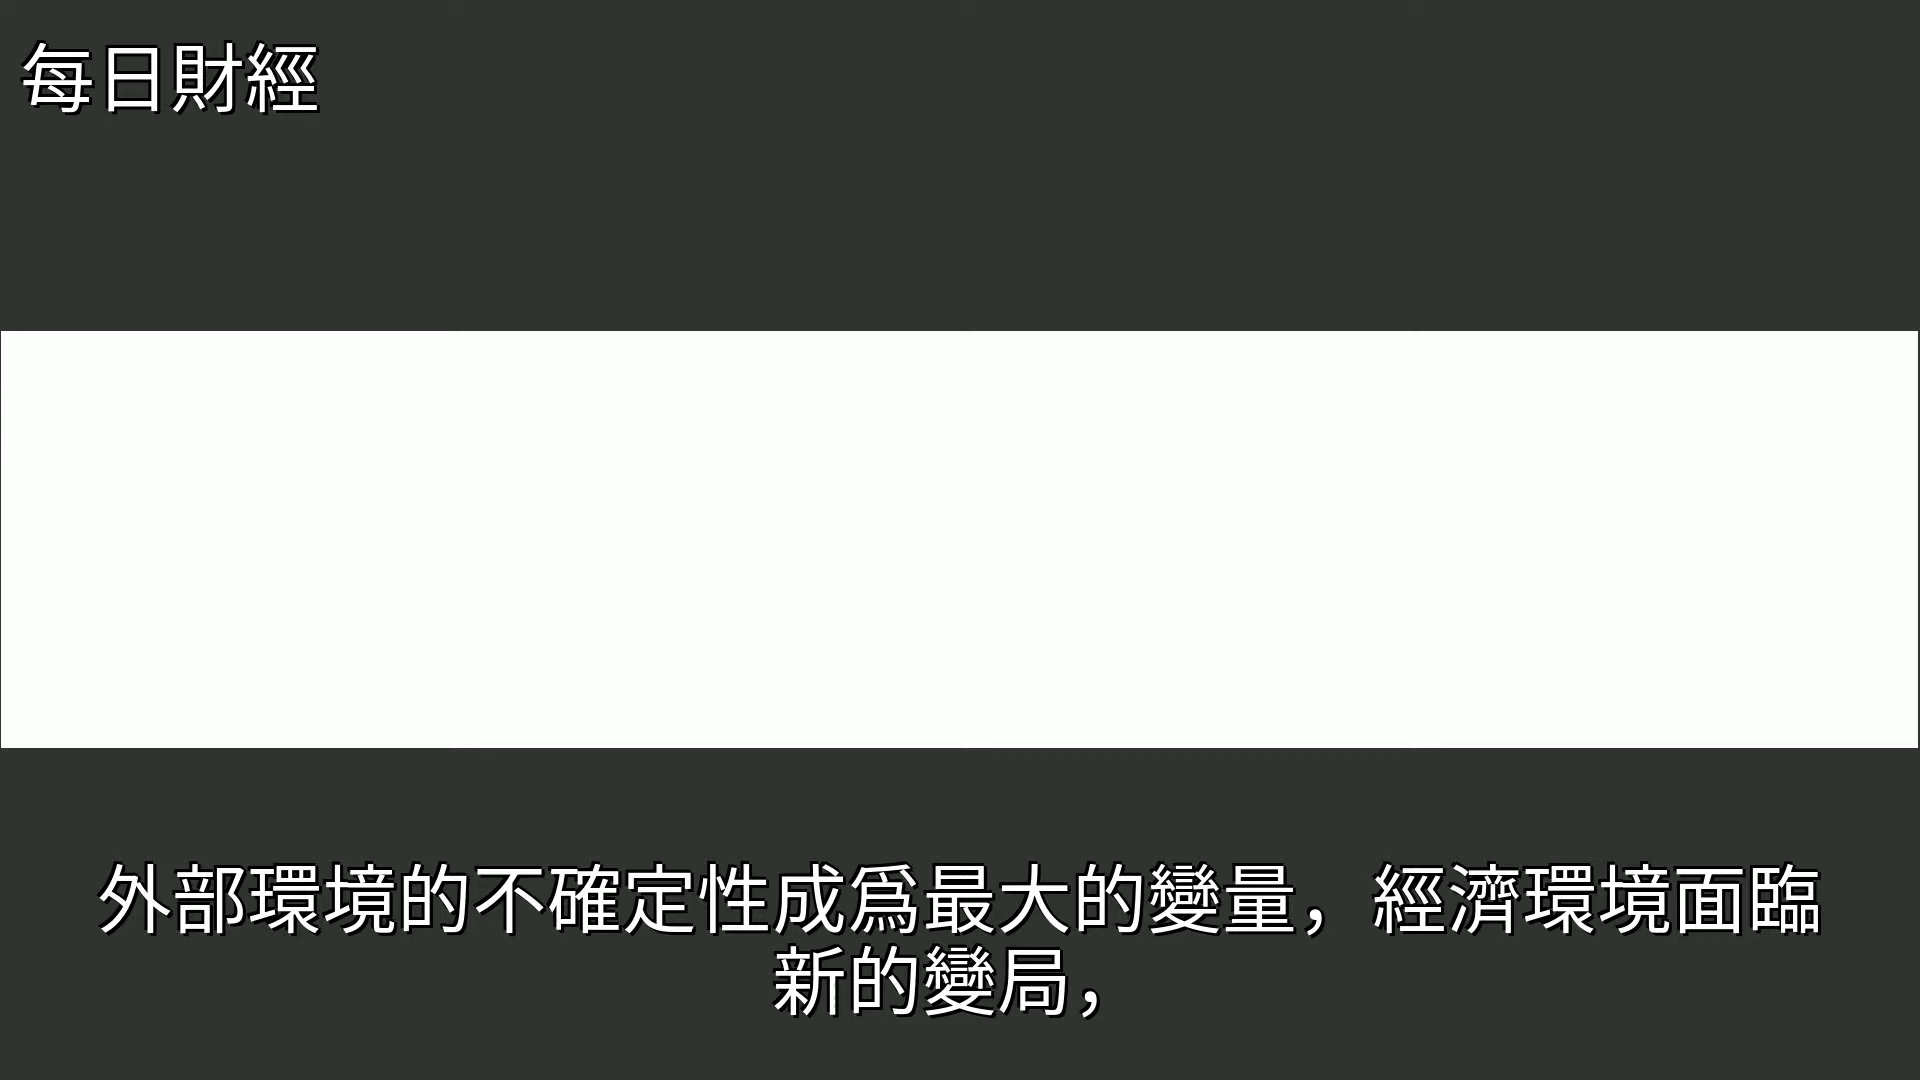 每日財經
外部環境的不確定性成爲最大的變量，經濟環境面臨
新的變局，